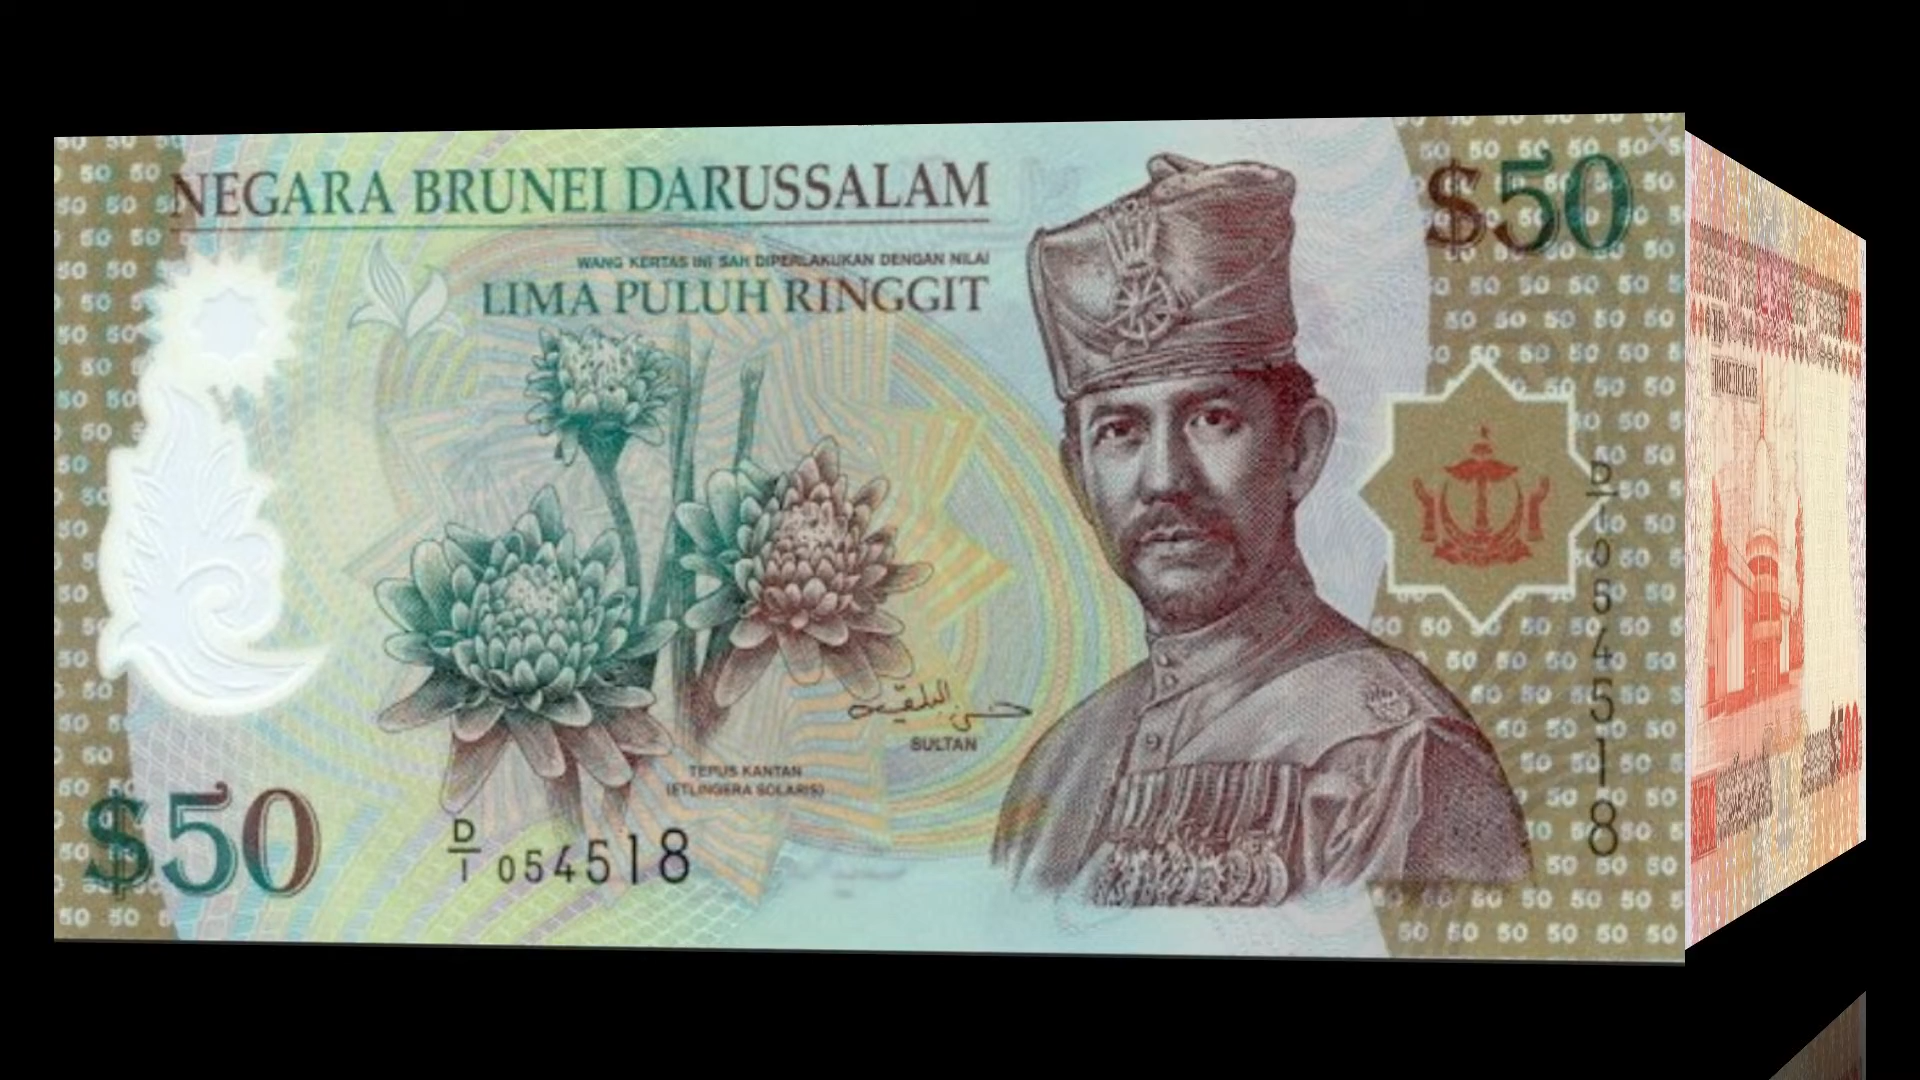 NEGARA BRUNEI DARUSSALAM
$50
WANG KERTAS INI SAH DIPERLAKUKAN DENGAN NILAI
LIMA PULUH RINGGIT
حسن البلقيه
SULTAN
TEPUS KANTAN
(ETLINGERA SOLARIS)
$50
D/1 054518
D/1 054518